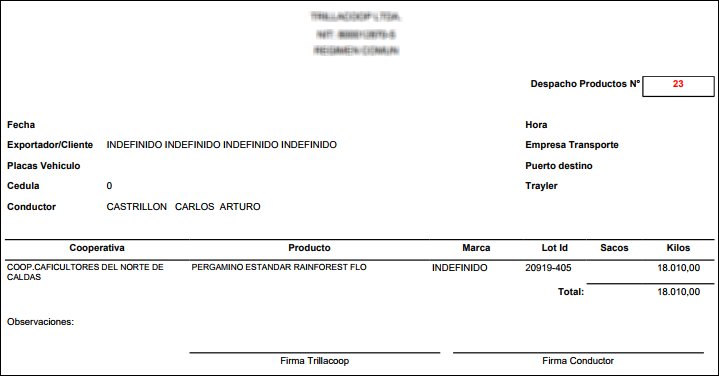 TRILLACOOP LTDA.
REGIMEN COMUN
Despacho Productos Nº 23
Fecha Hora
Exportador/Cliente INDEFINIDO INDEFINIDO INDEFINIDO INDEFINIDO Empresa Transporte
Placas Vehiculo Puerto destino
Cedula 0 Trayler
Conductor CASTRILLON CARLOS ARTURO
Cooperativa Producto Marca Lot Id Sacos Kilos
COOP.CAFICULTORES DEL NORTE DE PERGAMINO ESTANDAR RAINFOREST FLO INDEFINIDO 20919-405 18.010,00
CALDAS
Total: 18.010,00
Observaciones:
Firma Trillacoop Firma Conductor